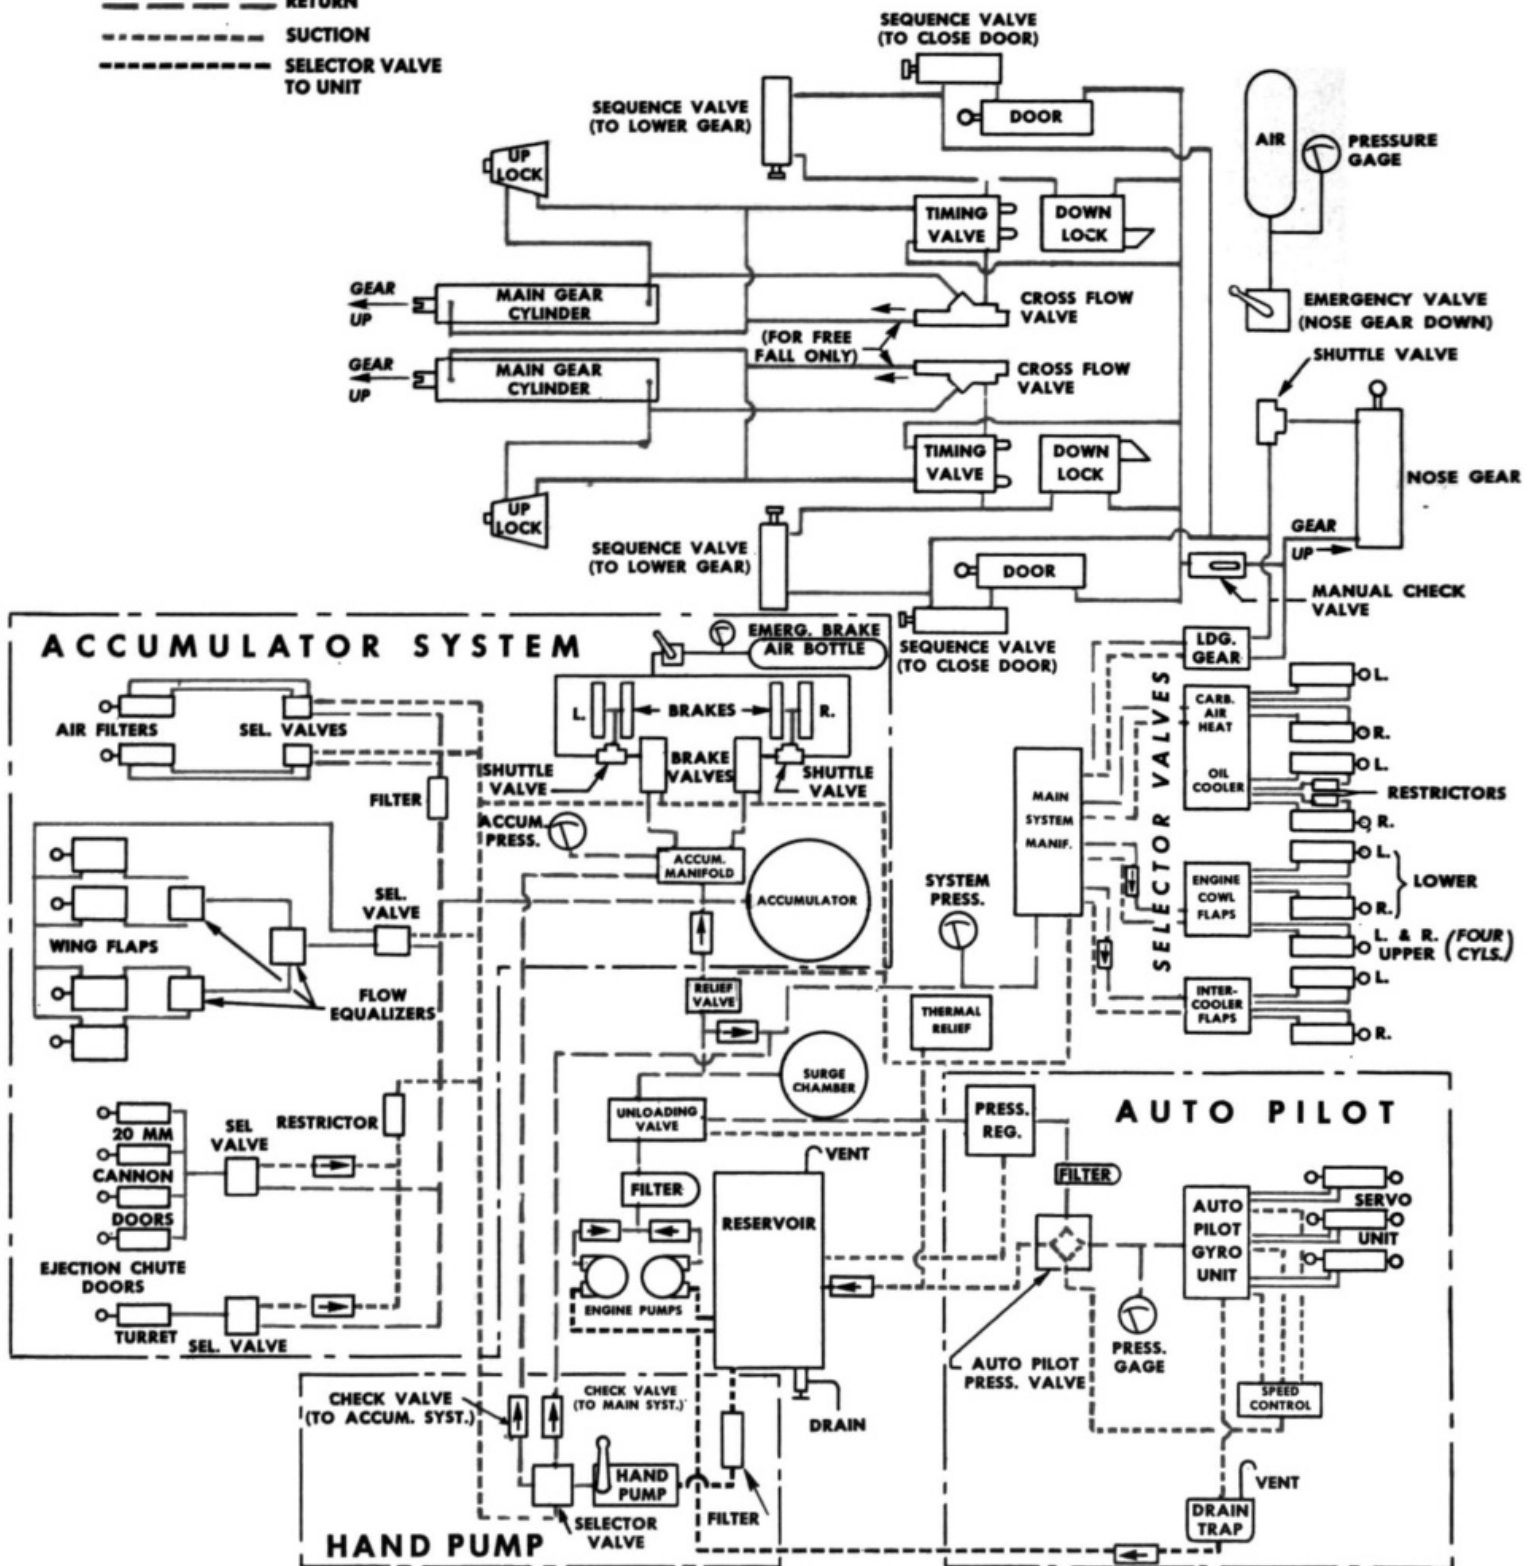 RETURN
SUCTION
SELECTOR VALVE
TO UNIT
SEQUENCE VALVE
(TO CLOSE DOOR)
SEQUENCE VALVE
(TO LOWER GEAR)
DOOR
AIR
PRESSURE
GAGE
UP
LOCK
TIMING
VALVE
DOWN
LOCK
GEAR
UP
MAIN GEAR
CYLINDER
CROSS FLOW
VALVE
EMERGENCY VALVE
(NOSE GEAR DOWN)
(FOR FREE
FALL ONLY)
SHUTTLE VALVE
GEAR
UP
MAIN GEAR
CYLINDER
CROSS FLOW
VALVE
TIMING
VALVE
DOWN
LOCK
NOSE GEAR
UP
LOCK
GEAR
UP
SEQUENCE VALVE
(TO LOWER GEAR)
DOOR
MANUAL CHECK
VALVE
SEQUENCE VALVE
(TO CLOSE DOOR)
ACCUMULATOR SYSTEM
EMERG. BRAKE
AIR BOTTLE
LDG.
GEAR
SELECTOR VALVES
AIR FILTERS
SEL. VALVES
L.
BRAKES
R.
BRAKE
VALVES
SHUTTLE
VALVE
SHUTTLE
VALVE
FILTER
CARB.
AIR
HEAT
OIL
COOLER
L.
R.
L.
R.
RESTRICTORS
MAIN
SYSTEM
MANIF.
ACCUM.
PRESS.
ACCUM.
MANIFOLD
ACCUMULATOR
SYSTEM
PRESS.
ENGINE
COWL
FLAPS
L.
R.
LOWER
L. & R.
UPPER
(FOUR
CYLS.)
SEL.
VALVE
WING FLAPS
FLOW
EQUALIZERS
RELIEF
VALVE
THERMAL
RELIEF
INTER-
COOLER
FLAPS
L.
R.
SURGE
CHAMBER
UNLOADING
VALVE
PRESS.
REG.
AUTO PILOT
20 MM
CANNON
DOORS
SEL
VALVE
RESTRICTOR
EJECTION CHUTE
DOORS
TURRET
SEL. VALVE
FILTER
VENT
RESERVOIR
ENGINE PUMPS
DRAIN
FILTER
AUTO
PILOT
GYRO
UNIT
SERVO
UNIT
PRESS.
GAGE
AUTO PILOT
PRESS. VALVE
SPEED
CONTROL
CHECK VALVE
(TO ACCUM. SYST.)
CHECK VALVE
(TO MAIN SYST.)
HAND
PUMP
FILTER
SELECTOR
VALVE
HAND PUMP
VENT
DRAIN
TRAP